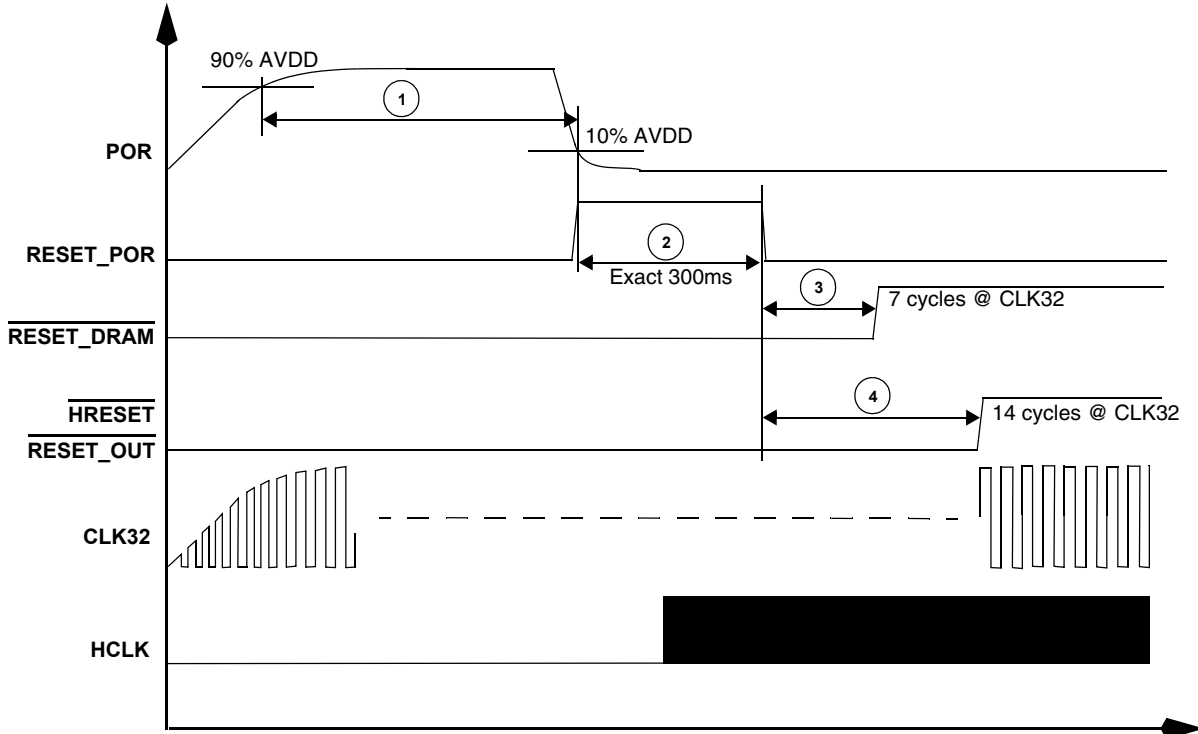 90% AVDD
1
10% AVDD
POR
RESET_POR
2
Exact 300ms
3
7 cycles @ CLK32
RESET_DRAM
HRESET
4
14 cycles @ CLK32
RESET_OUT
CLK32
HCLK